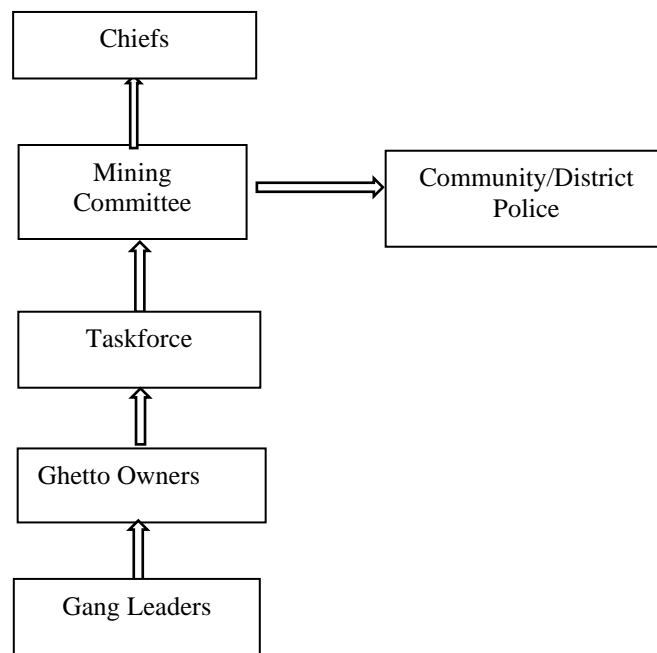 Chiefs
Mining
Committee
Community/District
Police
Taskforce
Ghetto Owners
Gang Leaders